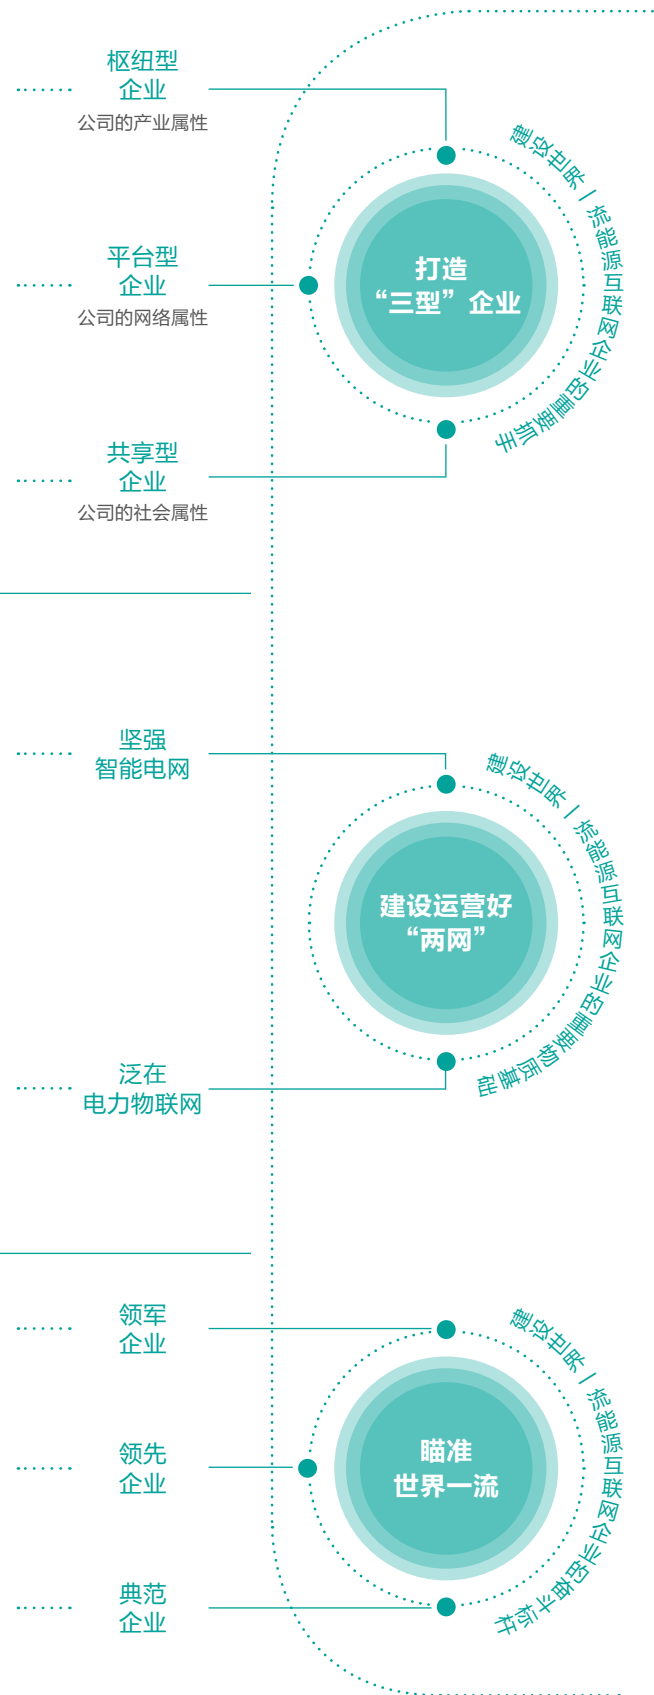 枢纽型
企业
公司的产业属性
平台型
企业
公司的网络属性
共享型
企业
公司的社会属性
打造
“三型”企业
建设世界一流能源互联网企业的重要抓手
坚强
智能电网
泛在
电力物联网
建设运营好
“两网”
建设世界一流能源互联网企业的重要物质基础
领军
企业
领先
企业
典范
企业
瞄准
世界一流
建设世界一流能源互联网企业的奋斗标杆